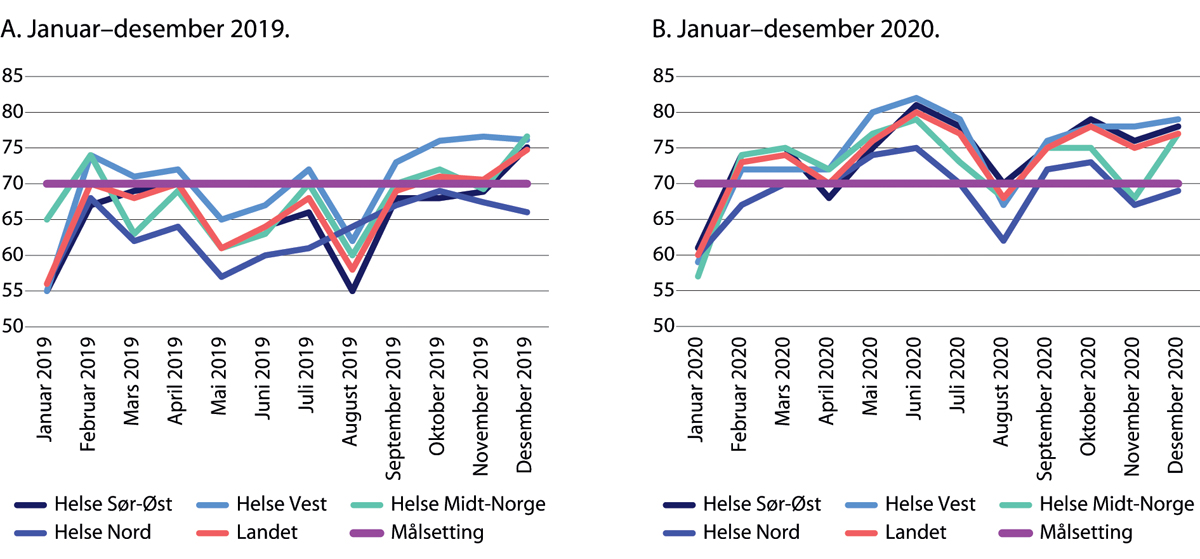 A. Januar–desember 2019.
85
80
75
70
65
60
55
50
Januar 2019
Februar 2019
Mars 2019
April 2019
Mai 2019
Juni 2019
Juli 2019
August 2019
September 2019
Oktober 2019
November 2019
Desember 2019
Helse Sør-Øst
Helse Vest
Helse Midt-Norge
Helse Nord
Landet
Målsetting
B. Januar–desember 2020.
85
80
75
70
65
60
55
50
Januar 2020
Februar 2020
Mars 2020
April 2020
Mai 2020
Juni 2020
Juli 2020
August 2020
September 2020
Oktober 2020
November 2020
Desember 2020
Helse Sør-Øst
Helse Vest
Helse Midt-Norge
Helse Nord
Landet
Målsetting